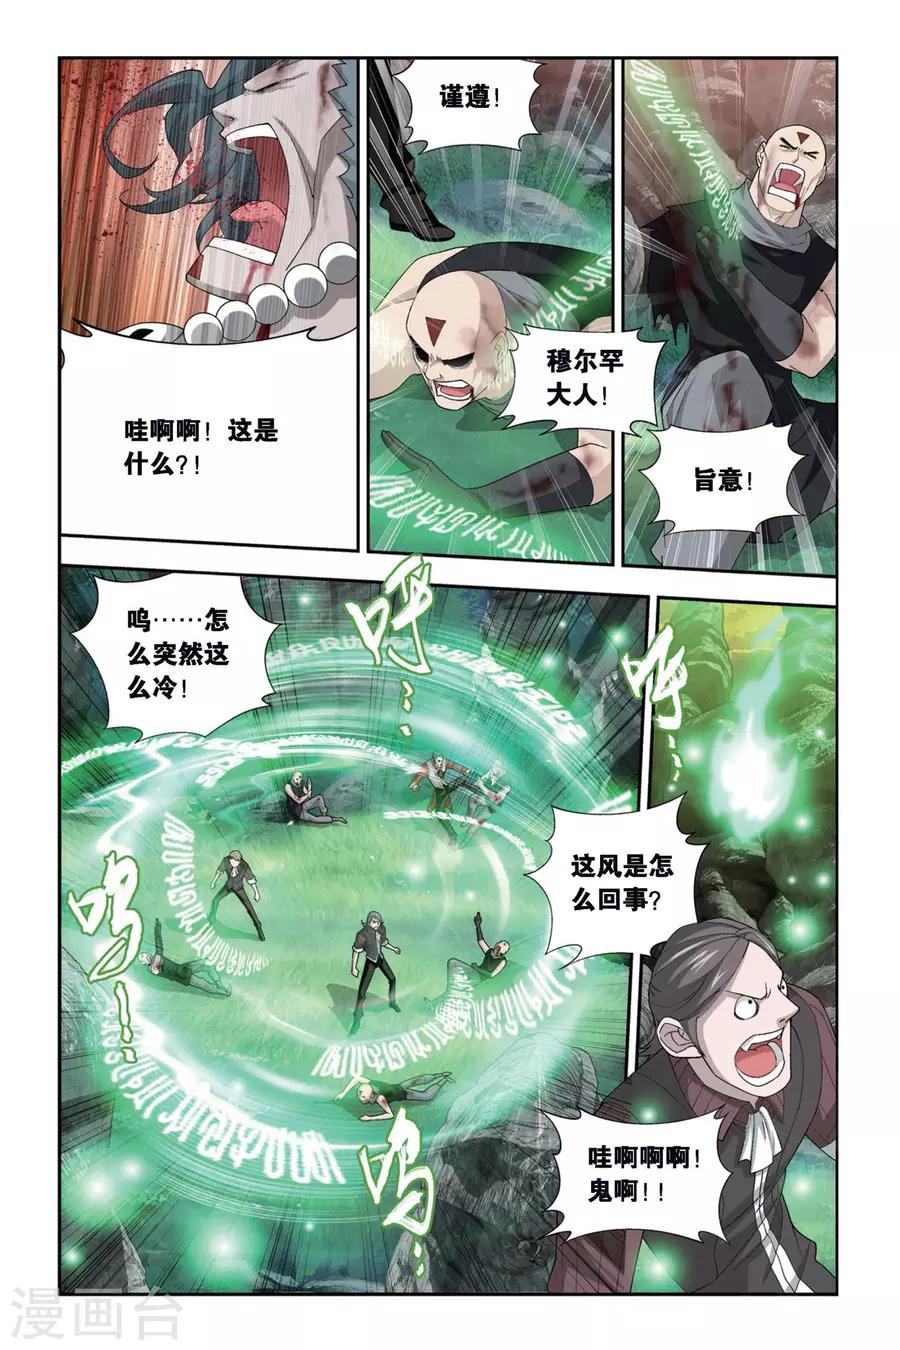 谨遵！
穆尔罕
大人！
旨意！
哇啊啊！这是
什么？！
呜……怎
么突然这
么冷！
呼…
呼…
这风是怎
么回事？
呜—…
呜…
哇啊啊啊！
鬼啊！！
漫画台